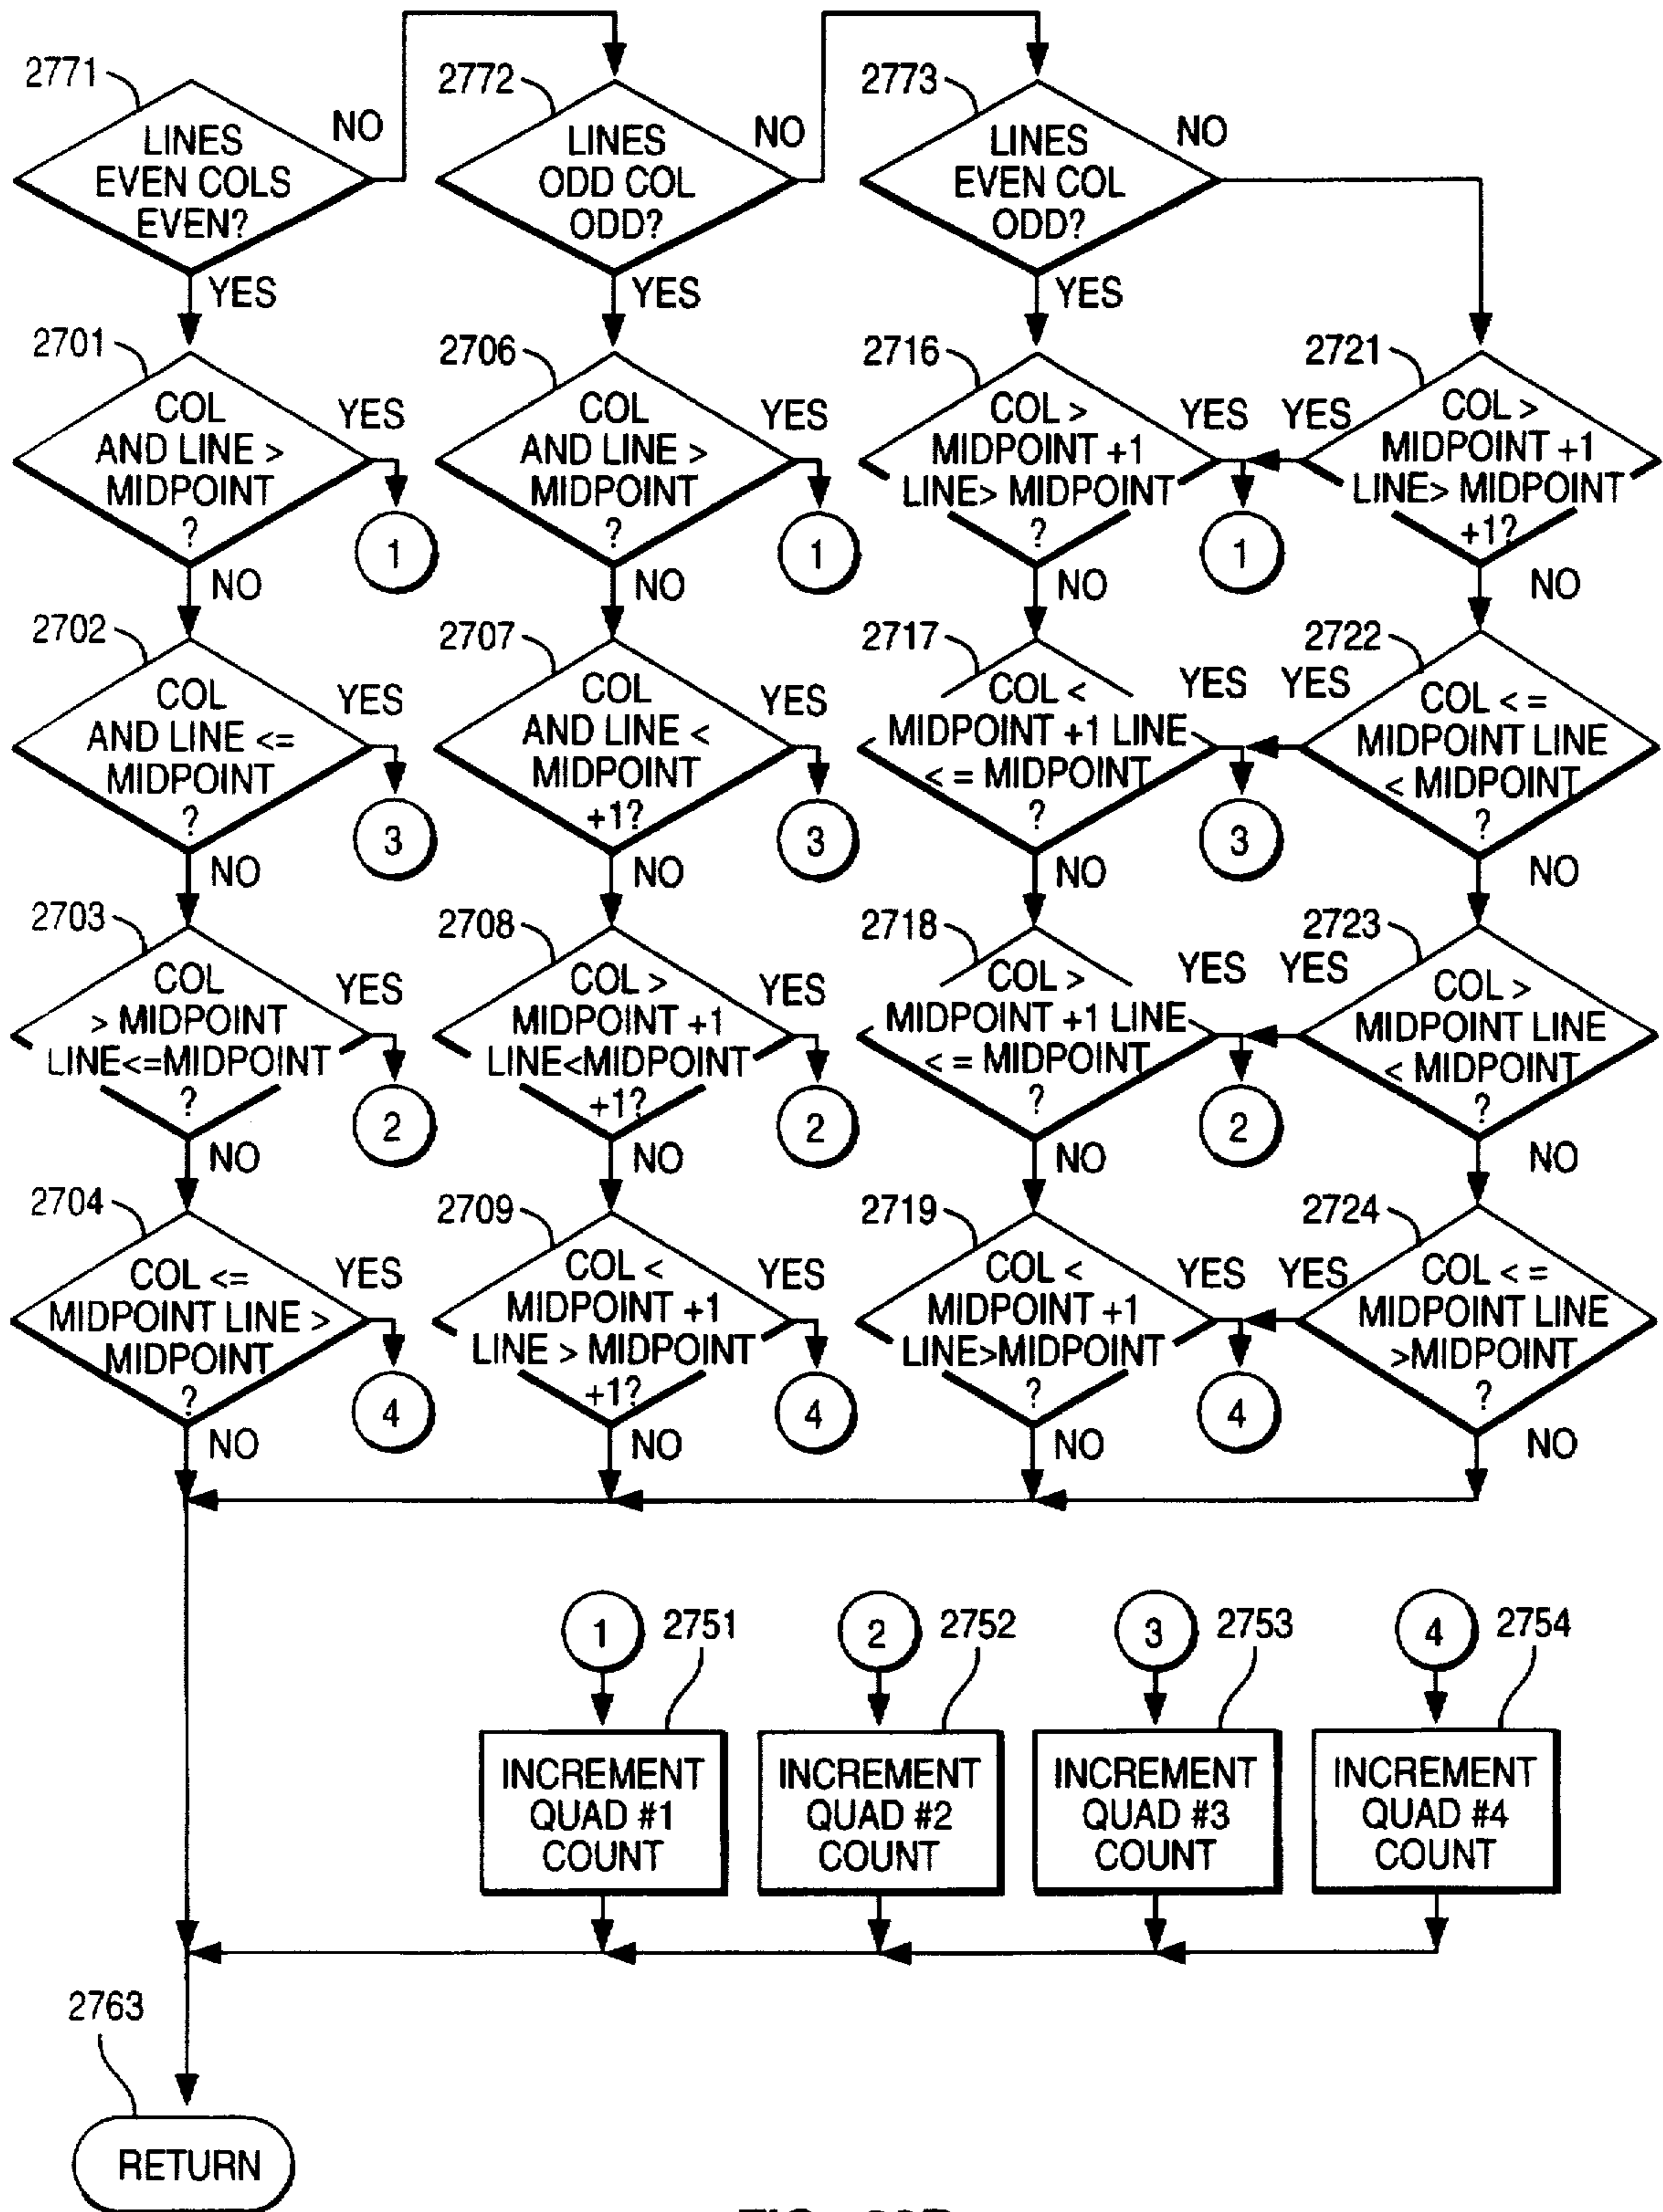 2771
LINES
EVEN COLS
EVEN?
NO
YES
2772
LINES
ODD COL
ODD?
NO
YES
2773
LINES
EVEN COL
ODD?
NO
YES
2701
COL
AND LINE >
MIDPOINT
?
YES
1
NO
2706
COL
AND LINE >
MIDPOINT
?
YES
1
NO
2716
COL >
MIDPOINT +1
LINE> MIDPOINT
?
YES
1
NO
2721
COL >
MIDPOINT +1
LINE> MIDPOINT
+1?
YES
NO
2702
COL
AND LINE <=
MIDPOINT
?
YES
3
NO
2707
COL
AND LINE <
MIDPOINT
+1?
YES
3
NO
2717
COL <
MIDPOINT +1 LINE
< = MIDPOINT
?
YES
3
NO
2722
COL < =
MIDPOINT LINE
< MIDPOINT
?
YES
NO
2703
COL
> MIDPOINT
LINE<=MIDPOINT
?
YES
2
NO
2708
COL >
MIDPOINT +1
LINE<MIDPOINT
+1?
YES
2
NO
2718
COL >
MIDPOINT +1 LINE
< = MIDPOINT
?
YES
2
NO
2723
COL >
MIDPOINT LINE
< MIDPOINT
?
YES
NO
2704
COL <=
MIDPOINT LINE >
MIDPOINT
?
YES
4
NO
2709
COL <
MIDPOINT +1
LINE > MIDPOINT
+1?
YES
4
NO
2719
COL <
MIDPOINT +1
LINE>MIDPOINT
?
YES
4
NO
2724
COL < =
MIDPOINT LINE
>MIDPOINT
?
YES
NO
1
2751
INCREMENT
QUAD #1
COUNT
2
2752
INCREMENT
QUAD #2
COUNT
3
2753
INCREMENT
QUAD #3
COUNT
4
2754
INCREMENT
QUAD #4
COUNT
2763
RETURN